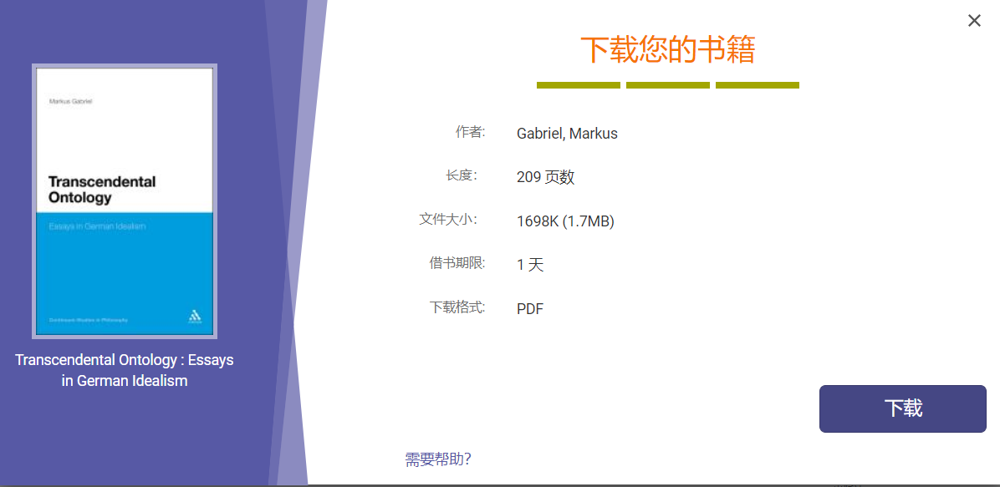 Markus Gabriel
Transcendental
Ontology
Essays in German Idealism
Continuum Studies in Philosophy
Transcendental Ontology : Essays
in German Idealism
下载您的书籍
作者: Gabriel, Markus
长度: 209 页数
文件大小: 1698K (1.7MB)
借书期限: 1 天
下载格式: PDF
下载
需要帮助?